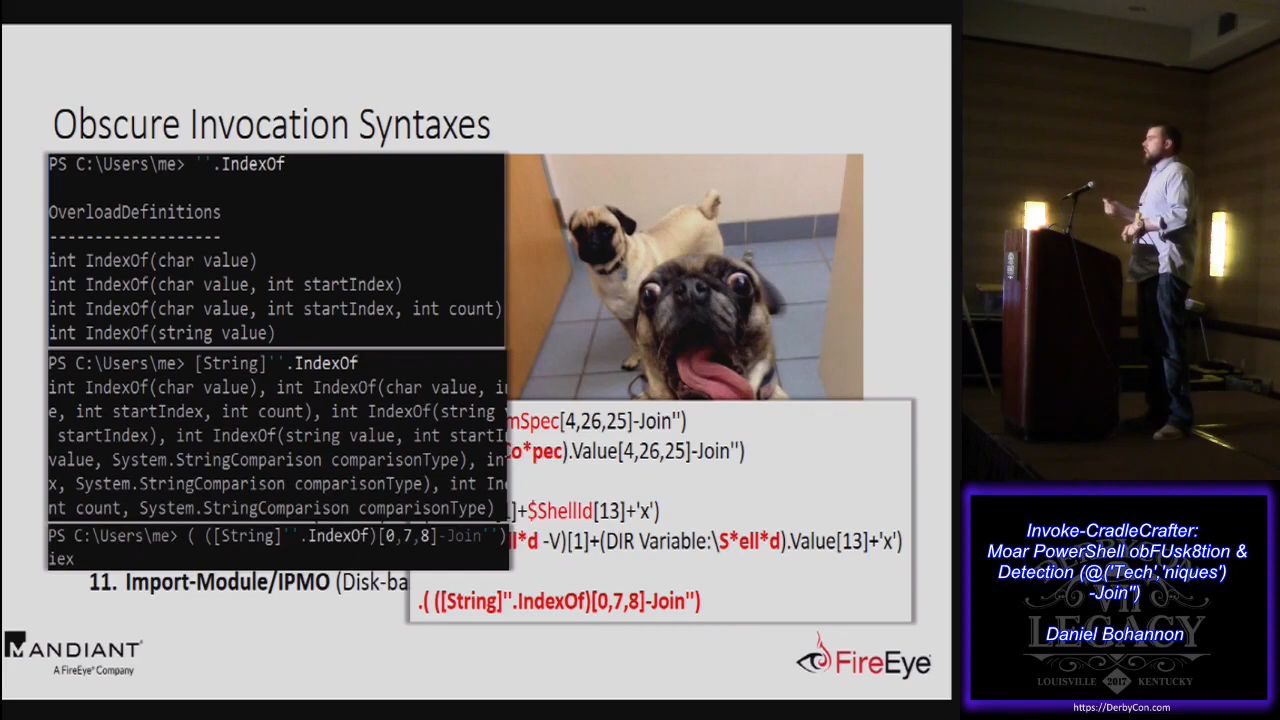 Obscure Invocation Syntaxes
PS C:\Users\me> ''.IndexOf
OverloadDefinitions
-------------------
int IndexOf(char value)
int IndexOf(char value, int startIndex)
int IndexOf(char value, int startIndex, int count)
int IndexOf(string value)
PS C:\Users\me> [String]''.IndexOf
int IndexOf(char value), int IndexOf(char value, in
e, int startIndex, int count), int IndexOf(string v
startIndex), int IndexOf(string value, int startI
value, System.StringComparison comparisonType), in
x, System.StringComparison comparisonType), int In
nt count, System.StringComparison comparisonType)
PS C:\Users\me> ( ([String]''.IndexOf)[0,7,8]-Join'')
iex
mSpec[4,26,25]-Join'')
Co*pec).Value[4,26,25]-Join'')
]+$ShellId[13]+'x')
ll*d -V)[1]+(DIR Variable:\S*ell*d).Value[13]+'x')
11. Import-Module/IPMO (Disk-ba
.( ([String]''.IndexOf)[0,7,8]-Join'')
MANDIANT
A FireEye® Company
FireEye
Invoke-CradleCrafter:
Moar PowerShell obFUsk8tion &
Detection (@('Tech','niques')
-Join'')
Daniel Bohannon
LEGACY
LOUISVILLE 2017 KENTUCKY
https://DerbyCon.com